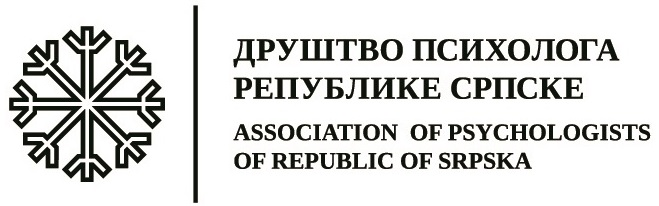 ДРУШТВО ПСИХОЛОГА
РЕПУБЛИКЕ СРПСКЕ
ASSOCIATION OF PSYCHOLOGISTS
OF REPUBLIC OF SRPSKA